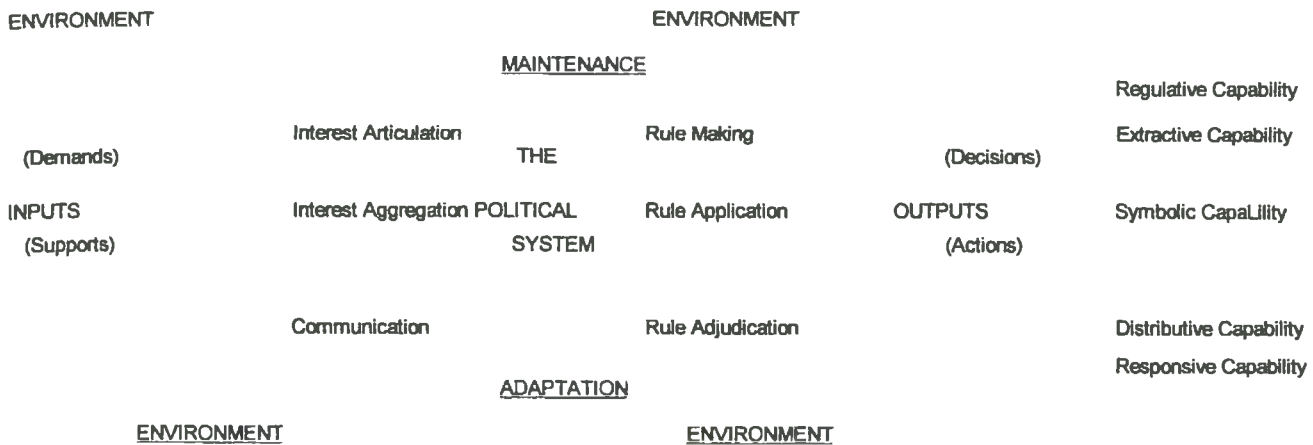 ENVIRONMENT ENVIRONMENT
MAINTENANCE
Regulative Capability
Interest Articulation Rule Making Extractive Capability
(Demands) THE (Decisions)
INPUTS Interest Aggregation POLITICAL Rule Application OUTPUTS Symbolic CapaLility
(Supports) SYSTEM (Actions)
Communication Rule Adjudication Distributive Capability
Responsive Capability
ADAPTATION
ENVIRONMENT ENVIRONMENT